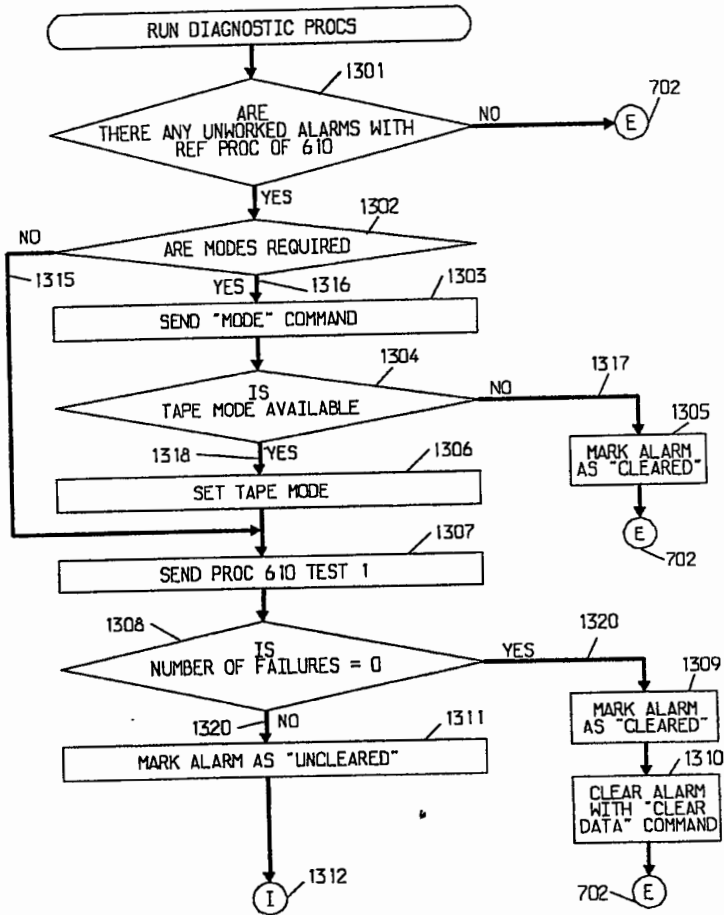 RUN DIAGNOSTIC PROCS
1301
702
ARE
THERE ANY UNWORKED ALARMS WITH
REF PROC OF 610
NO
E
YES
1302
NO
ARE MODES REQUIRED
1315
YES
1316
1303
SEND "MODE" COMMAND
1304
1317
IS
TAPE MODE AVAILABLE
NO
1305
MARK ALARM
AS "CLEARED"
1318
YES
1306
SET TAPE MODE
E
702
1307
SEND PROC 610 TEST 1
1308
IS
NUMBER OF FAILURES = 0
YES
1320
1309
MARK ALARM
AS "CLEARED"
1320
NO
1311
MARK ALARM AS "UNCLEARED"
1310
CLEAR ALARM
WITH "CLEAR
DATA" COMMAND
I
1312
702
E